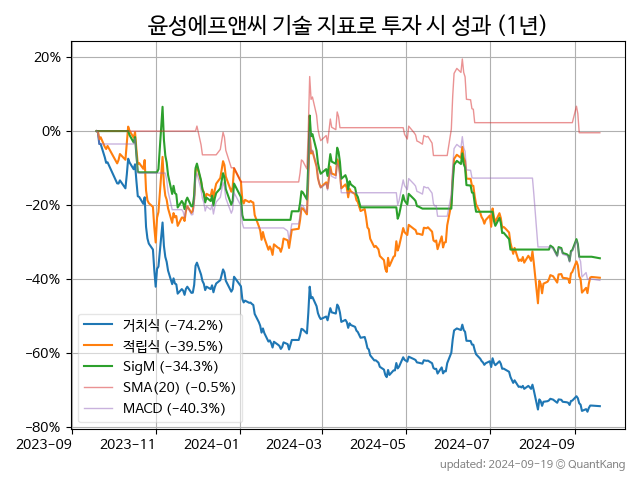 윤성에프앤씨 기술 지표로 투자 시 성과 (1년)
20%
0%
−20%
−40%
−60%
−80%
거치식 (−74.2%)
적립식 (−39.5%)
SigM (−34.3%)
SMA(20) (−0.5%)
MACD (−40.3%)
2023-09
2023-11
2024-01
2024-03
2024-05
2024-07
2024-09
updated: 2024-09-19 © QuantKang